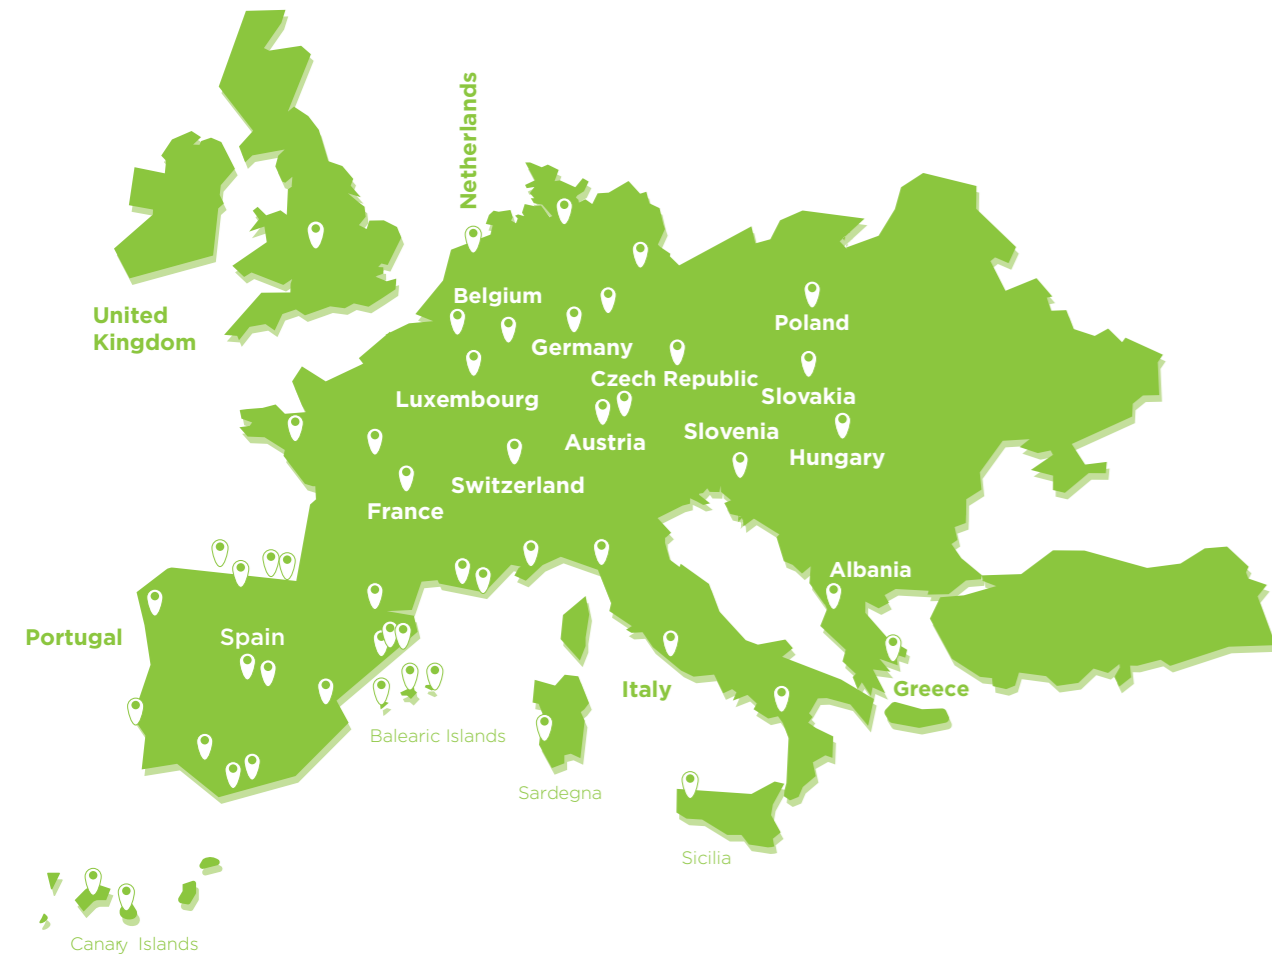 Netherlands
Belgium
United
Kingdom
Poland
Germany
Czech Republic
Luxembourg
Slovakia
Slovenia
Austria
Hungary
Switzerland
France
Albania
Portugal
Spain
Italy
Greece
Balearic Islands
Sardegna
Sicilia
Canary Islands